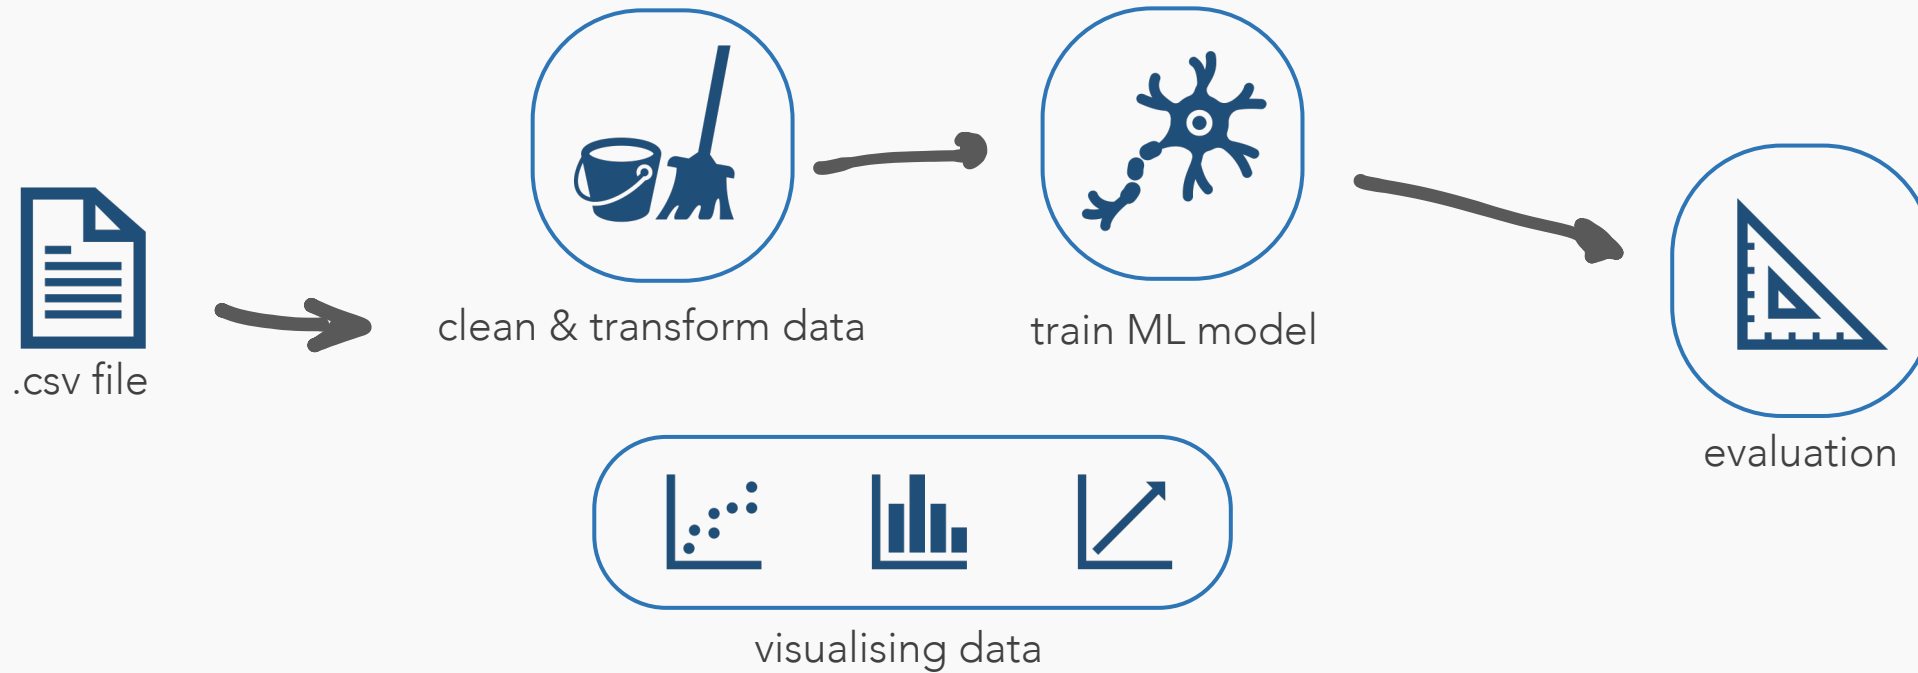 .csv file
clean & transform data
train ML model
evaluation
visualising data